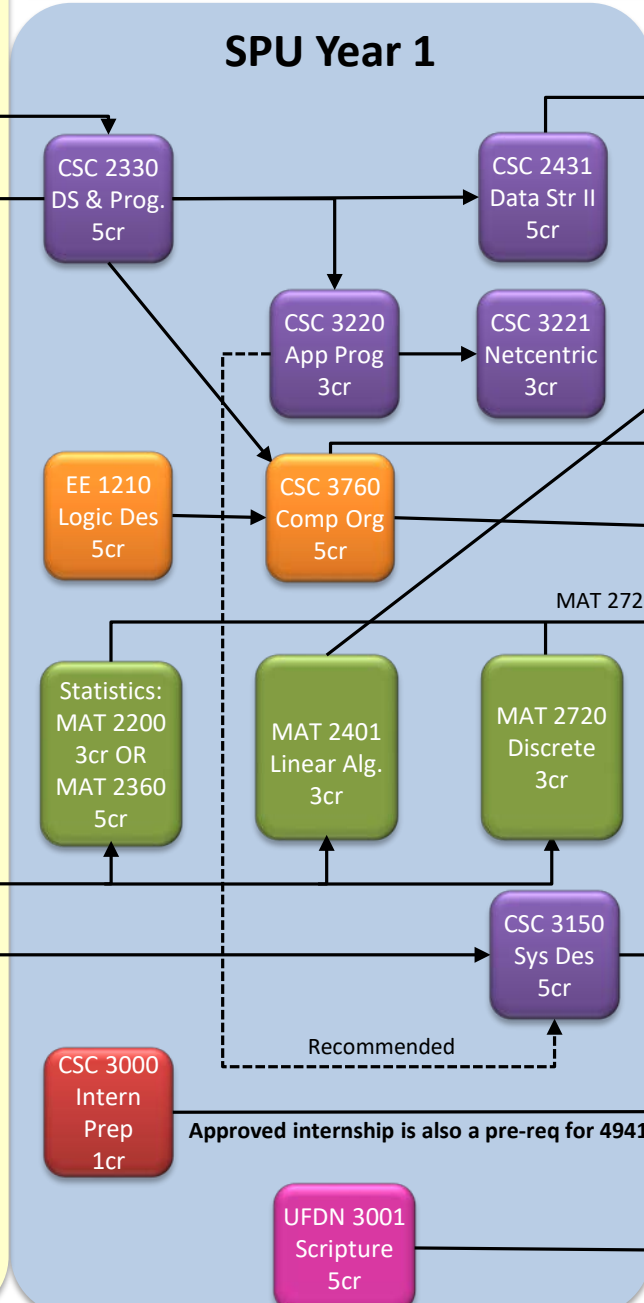 SPU Year 1
CSC 2330
DS & Prog.
5cr
CSC 2431
Data Str II
5cr
CSC 3220
App Prog
3cr
CSC 3221
Netcentric
3cr
EE 1210
Logic Des
5cr
CSC 3760
Comp Org
5cr
MAT 272
Statistics:
MAT 2200
3cr OR
MAT 2360
5cr
MAT 2401
Linear Alg.
3cr
MAT 2720
Discrete
3cr
CSC 3150
Sys Des
5cr
Recommended
CSC 3000
Intern
Prep
1cr
Approved internship is also a pre-req for 4941
UFDN 3001
Scripture
5cr